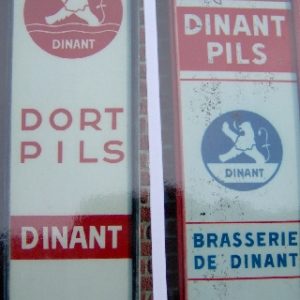 DINANT
DORT
PILS
DINANT
DINANT
PILS
DINANT
BRASSERIE
DE DINANT